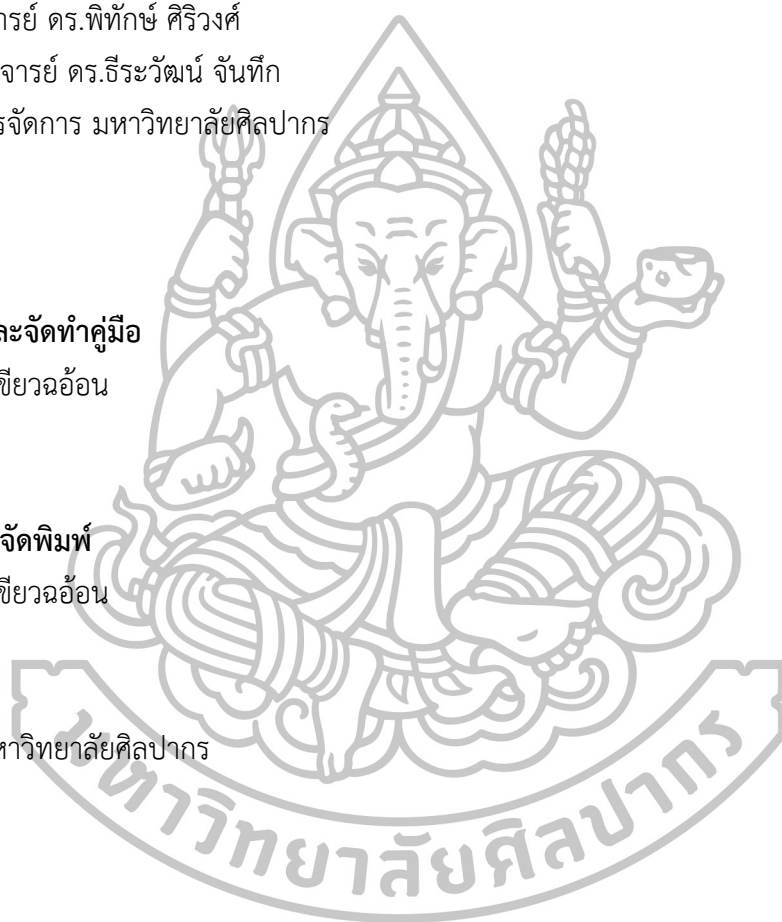 ารย์ ดร.พิทักษ์ ศิริวงศ์
จารย์ ดร.ธีระวัฒน์ จันทึก
รจัดการ มหาวิทยาลัยศิลปากร
ละจัดทำคู่มือ
ขียวฉอ้อน
จัดพิมพ์
ขียวฉอ้อน
หาวิทยาลัยศิลปากร
มหาวิทยาลัยศิลปากร